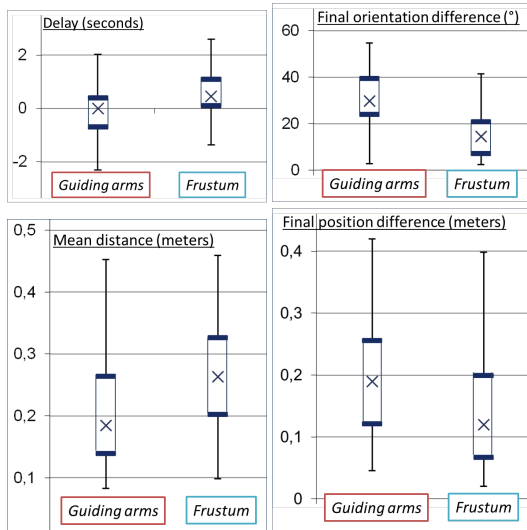 Delay (seconds)
2
0
-2
Guiding arms
Frustum
Final orientation difference (°)
60
40
20
0
Guiding arms
Frustum
Mean distance (meters)
0,5
0,4
0,3
0,2
0,1
Guiding arms
Frustum
Final position difference (meters)
0,4
0,3
0,2
0,1
0
Guiding arms
Frustum